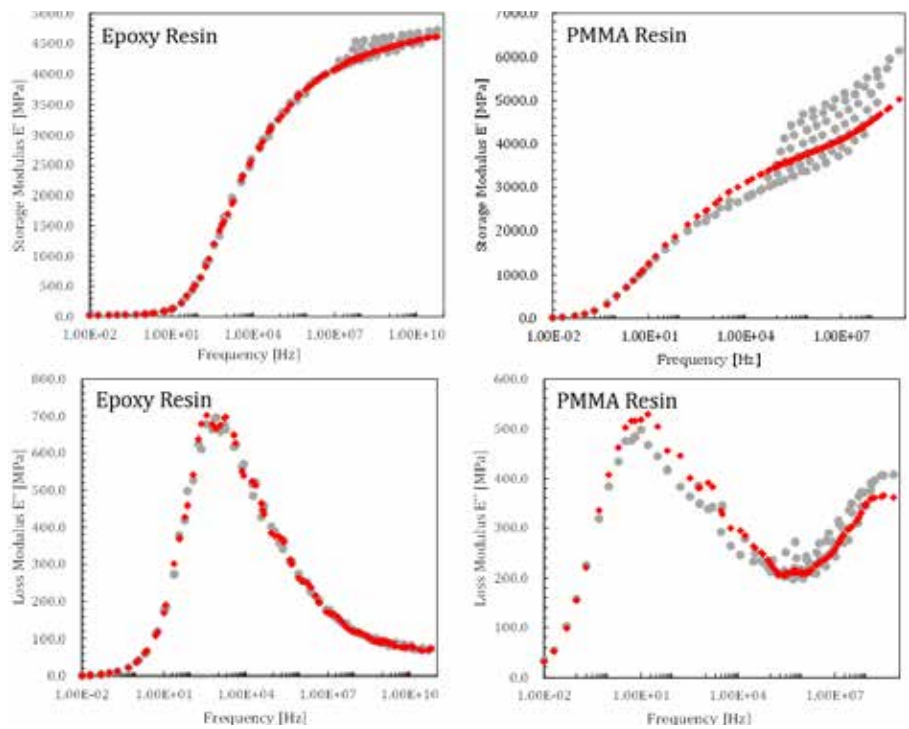 5000.0
4500.0
4000.0
3500.0
3000.0
2500.0
2000.0
1500.0
1000.0
500.0
0.0
Storage Modulus E' [MPa]
Epoxy Resin
1.00E-02 1.00E+01 1.00E+04 1.00E+07 1.00E+10
Frequency [Hz]
7000.0
6000.0
5000.0
4000.0
3000.0
2000.0
1000.0
0.0
Storage Modulus E' [MPa]
PMMA Resin
1.00E-02 1.00E+01 1.00E+04 1.00E+07
Frequency [Hz]
800.0
700.0
600.0
500.0
400.0
300.0
200.0
100.0
0.0
Loss Modulus E'' [MPa]
Epoxy Resin
1.00E-02 1.00E+01 1.00E+04 1.00E+07 1.00E+10
Frequency [Hz]
600.0
500.0
400.0
300.0
200.0
100.0
0.0
Loss Modulus E'' [MPa]
PMMA Resin
1.00E-02 1.00E+01 1.00E+04 1.00E+07
Frequency [Hz]